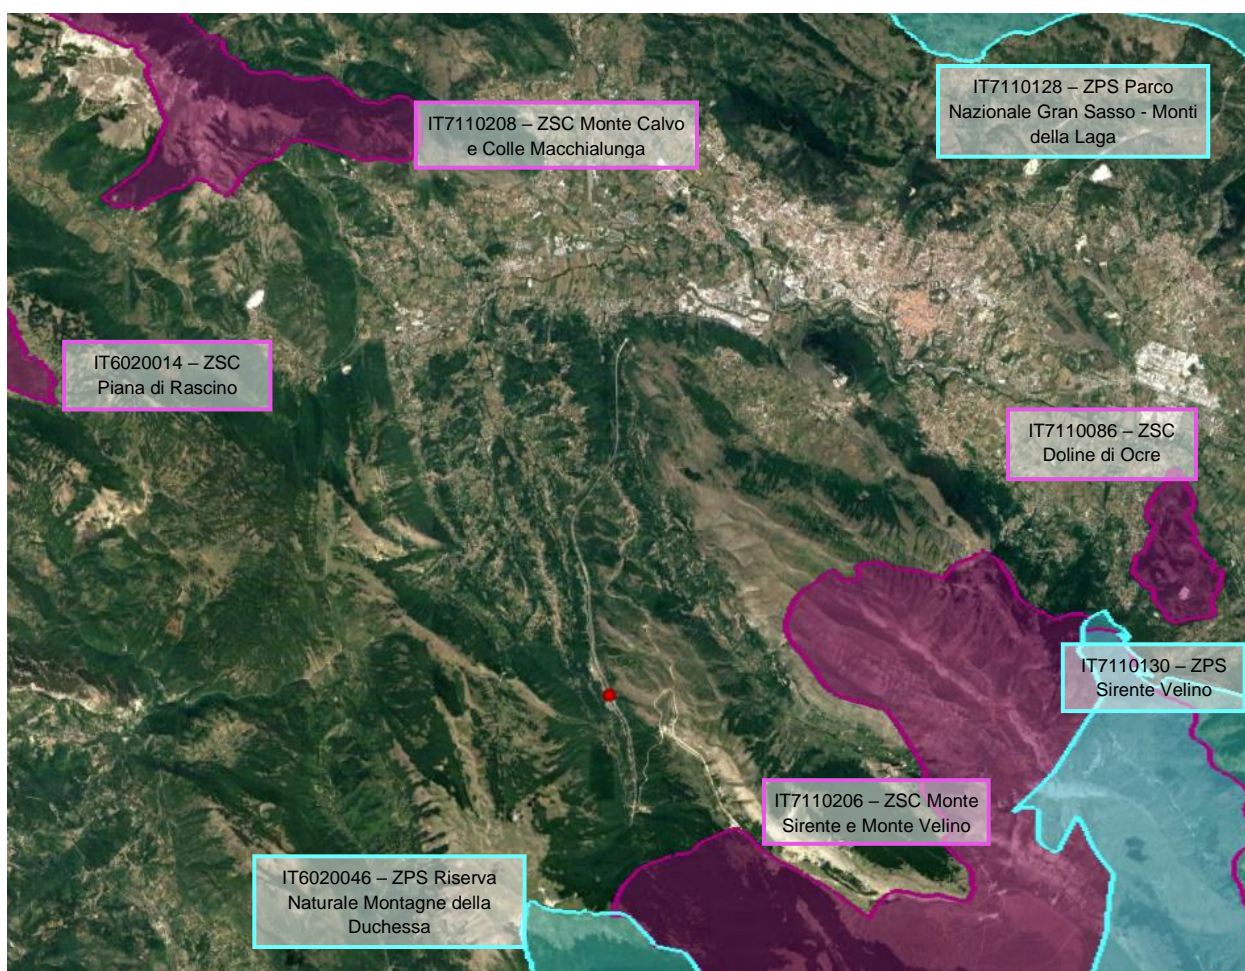 IT7110128 – ZPS Parco
Nazionale Gran Sasso - Monti
della Laga
IT7110208 – ZSC Monte Calvo
e Colle Macchialunga
IT6020014 – ZSC
Piana di Rascino
IT7110086 – ZSC
Doline di Ocre
IT7110130 – ZPS
Sirente Velino
IT7110206 – ZSC Monte
Sirente e Monte Velino
IT6020046 – ZPS Riserva
Naturale Montagne della
Duchessa